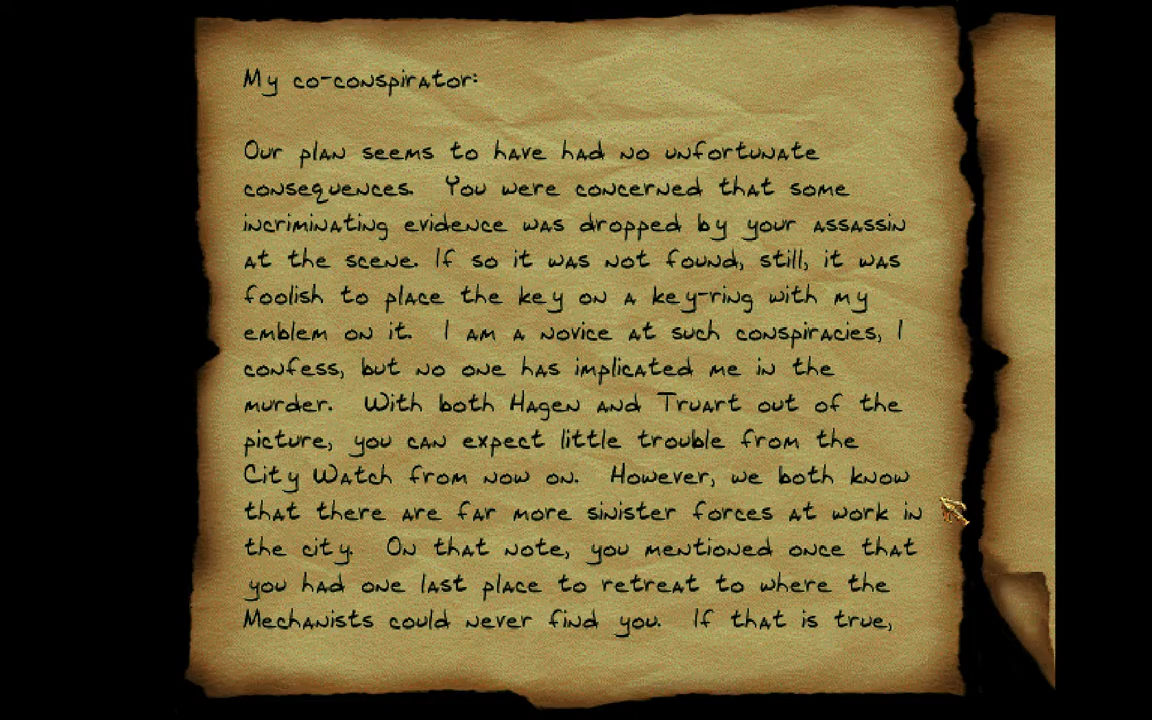 My co-conspirator:
Our plan seems to have had no unfortunate
consequences.  You were concerned that some
incriminating evidence was dropped by your assassin
at the scene. If so it was not found, still, it was
foolish to place the key on a key-ring with my
emblem on it.  I am a novice at such conspiracies, I
confess, but no one has implicated me in the
murder.  With both Hagen and Truart out of the
picture, you can expect little trouble from the
City Watch from now on.  However, we both know
that there are far more sinister forces at work in
the city.  On that note, you mentioned once that
you had one last place to retreat to where the
Mechanists could never find you.  If that is true,